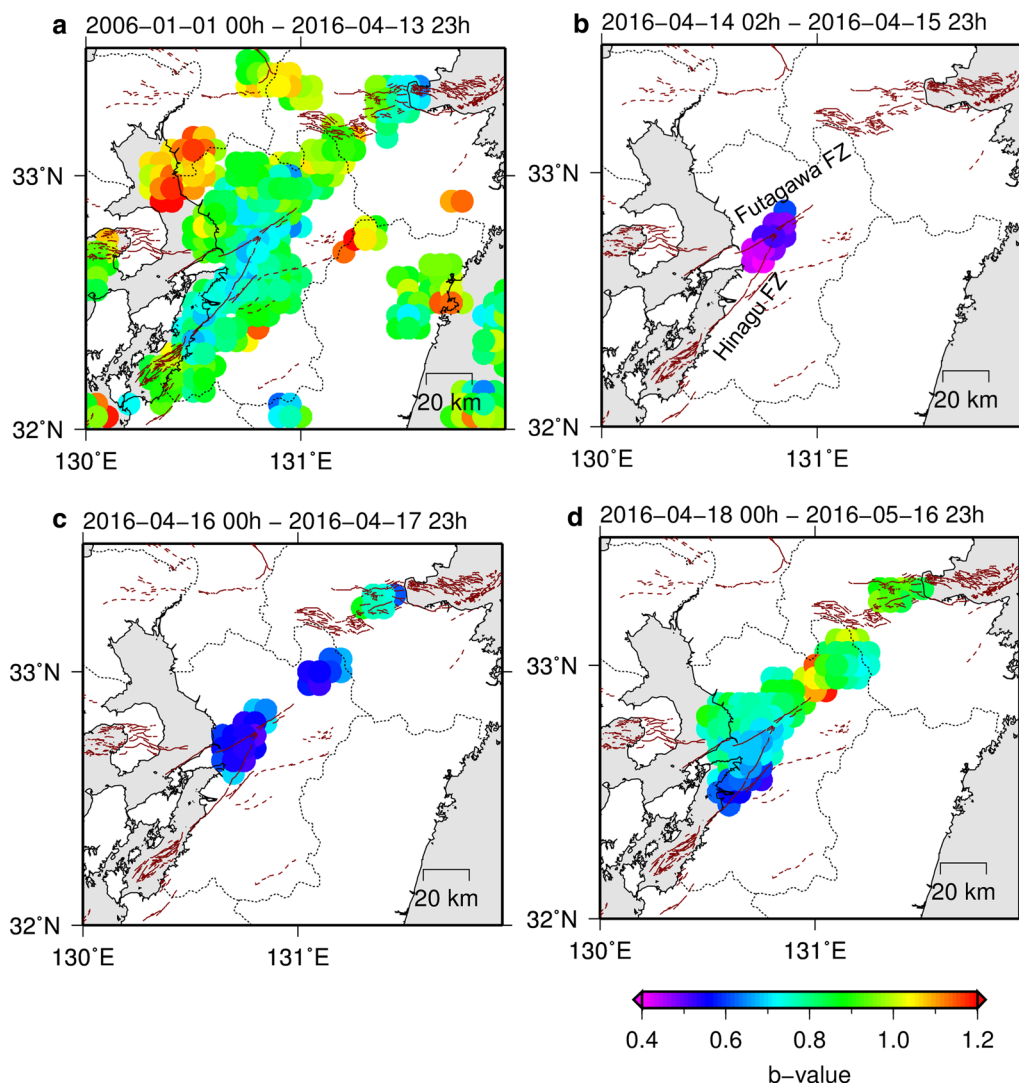 a 2006-01-01 00h – 2016-04-13 23h
33˚N
32˚N
130˚E 131˚E
20 km
b 2016-04-14 02h – 2016-04-15 23h
Futagawa FZ
Hinagu FZ
33˚N
32˚N
130˚E 131˚E
20 km
c 2016-04-16 00h – 2016-04-17 23h
33˚N
32˚N
130˚E 131˚E
20 km
d 2016-04-18 00h – 2016-05-16 23h
33˚N
32˚N
130˚E 131˚E
20 km
0.4 0.6 0.8 1.0 1.2
b-value